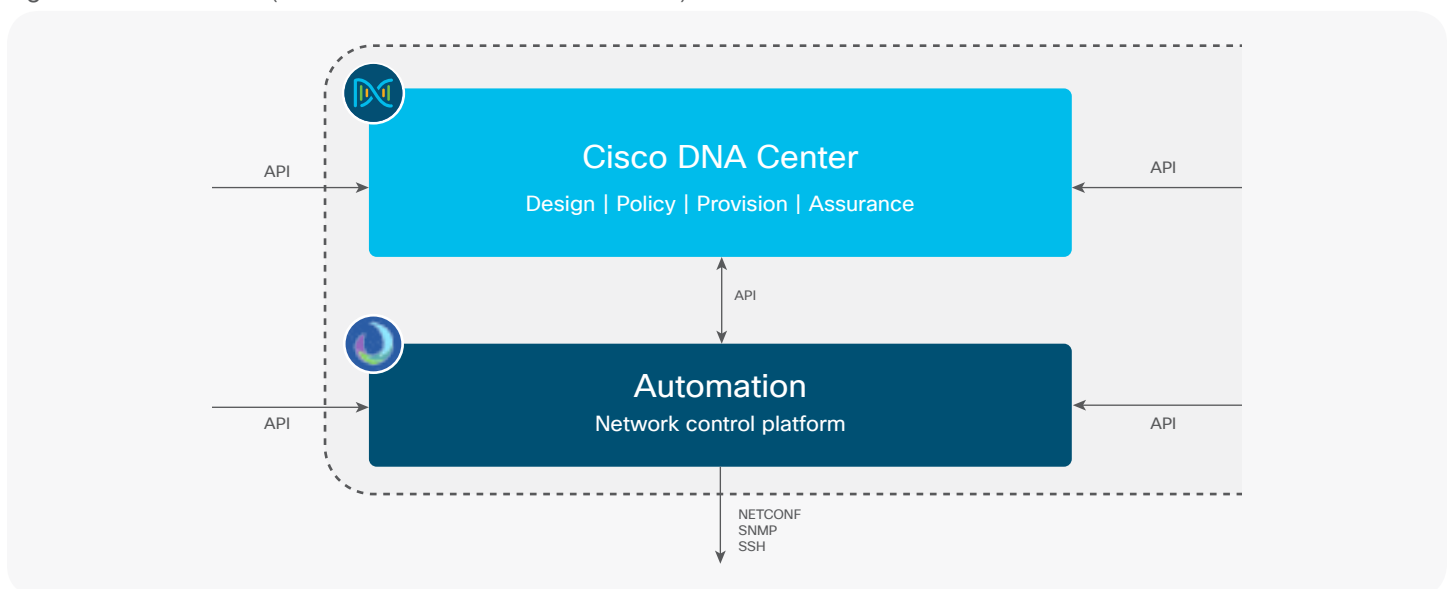 Cisco DNA Center
API
API
Design | Policy | Provision | Assurance
API
Automation
Network control platform
API
API
NETCONF
SNMP
SSH